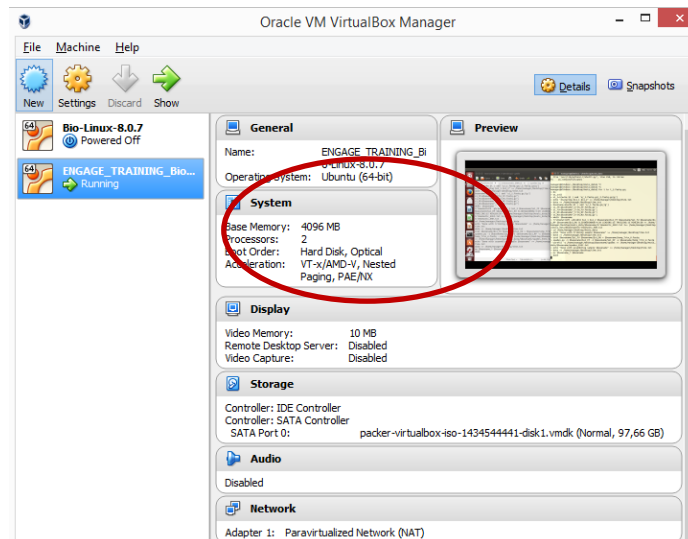 Oracle VM VirtualBox Manager
File Machine Help
New Settings Discard Show
Details Snapshots
64 Bio-Linux-8.0.7
Powered Off
64 ENGAGE_TRAINING_Bio...
Running
General
Name: ENGAGE_TRAINING_Bi
o-Linux-8.0.7
Operating System: Ubuntu (64-bit)
Preview
System
Base Memory: 4096 MB
Processors: 2
Boot Order: Hard Disk, Optical
Acceleration: VT-x/AMD-V, Nested
Paging, PAE/NX
Display
Video Memory: 10 MB
Remote Desktop Server: Disabled
Video Capture: Disabled
Storage
Controller: IDE Controller
Controller: SATA Controller
SATA Port 0: packer-virtualbox-iso-1434544441-disk1.vmdk (Normal, 97,66 GB)
Audio
Disabled
Network
Adapter 1: Paravirtualized Network (NAT)